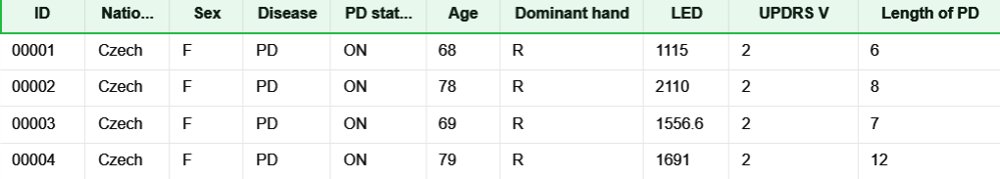 ID Natio... Sex Disease PD stat... Age Dominant hand LED UPDRS V Length of PD
00001 Czech F PD ON 68 R 1115 2 6
00002 Czech F PD ON 78 R 2110 2 8
00003 Czech F PD ON 69 R 1556.6 2 7
00004 Czech F PD ON 79 R 1691 2 12